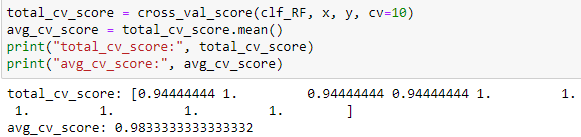 total_cv_score = cross_val_score(clf_RF, x, y, cv=10)
avg_cv_score = total_cv_score.mean()
print("total_cv_score:", total_cv_score)
print("avg_cv_score:", avg_cv_score)
total_cv_score: [0.94444444 1.         0.94444444 0.94444444 1.         1.
 1.         1.         1.         1.        ]
avg_cv_score: 0.9833333333333332